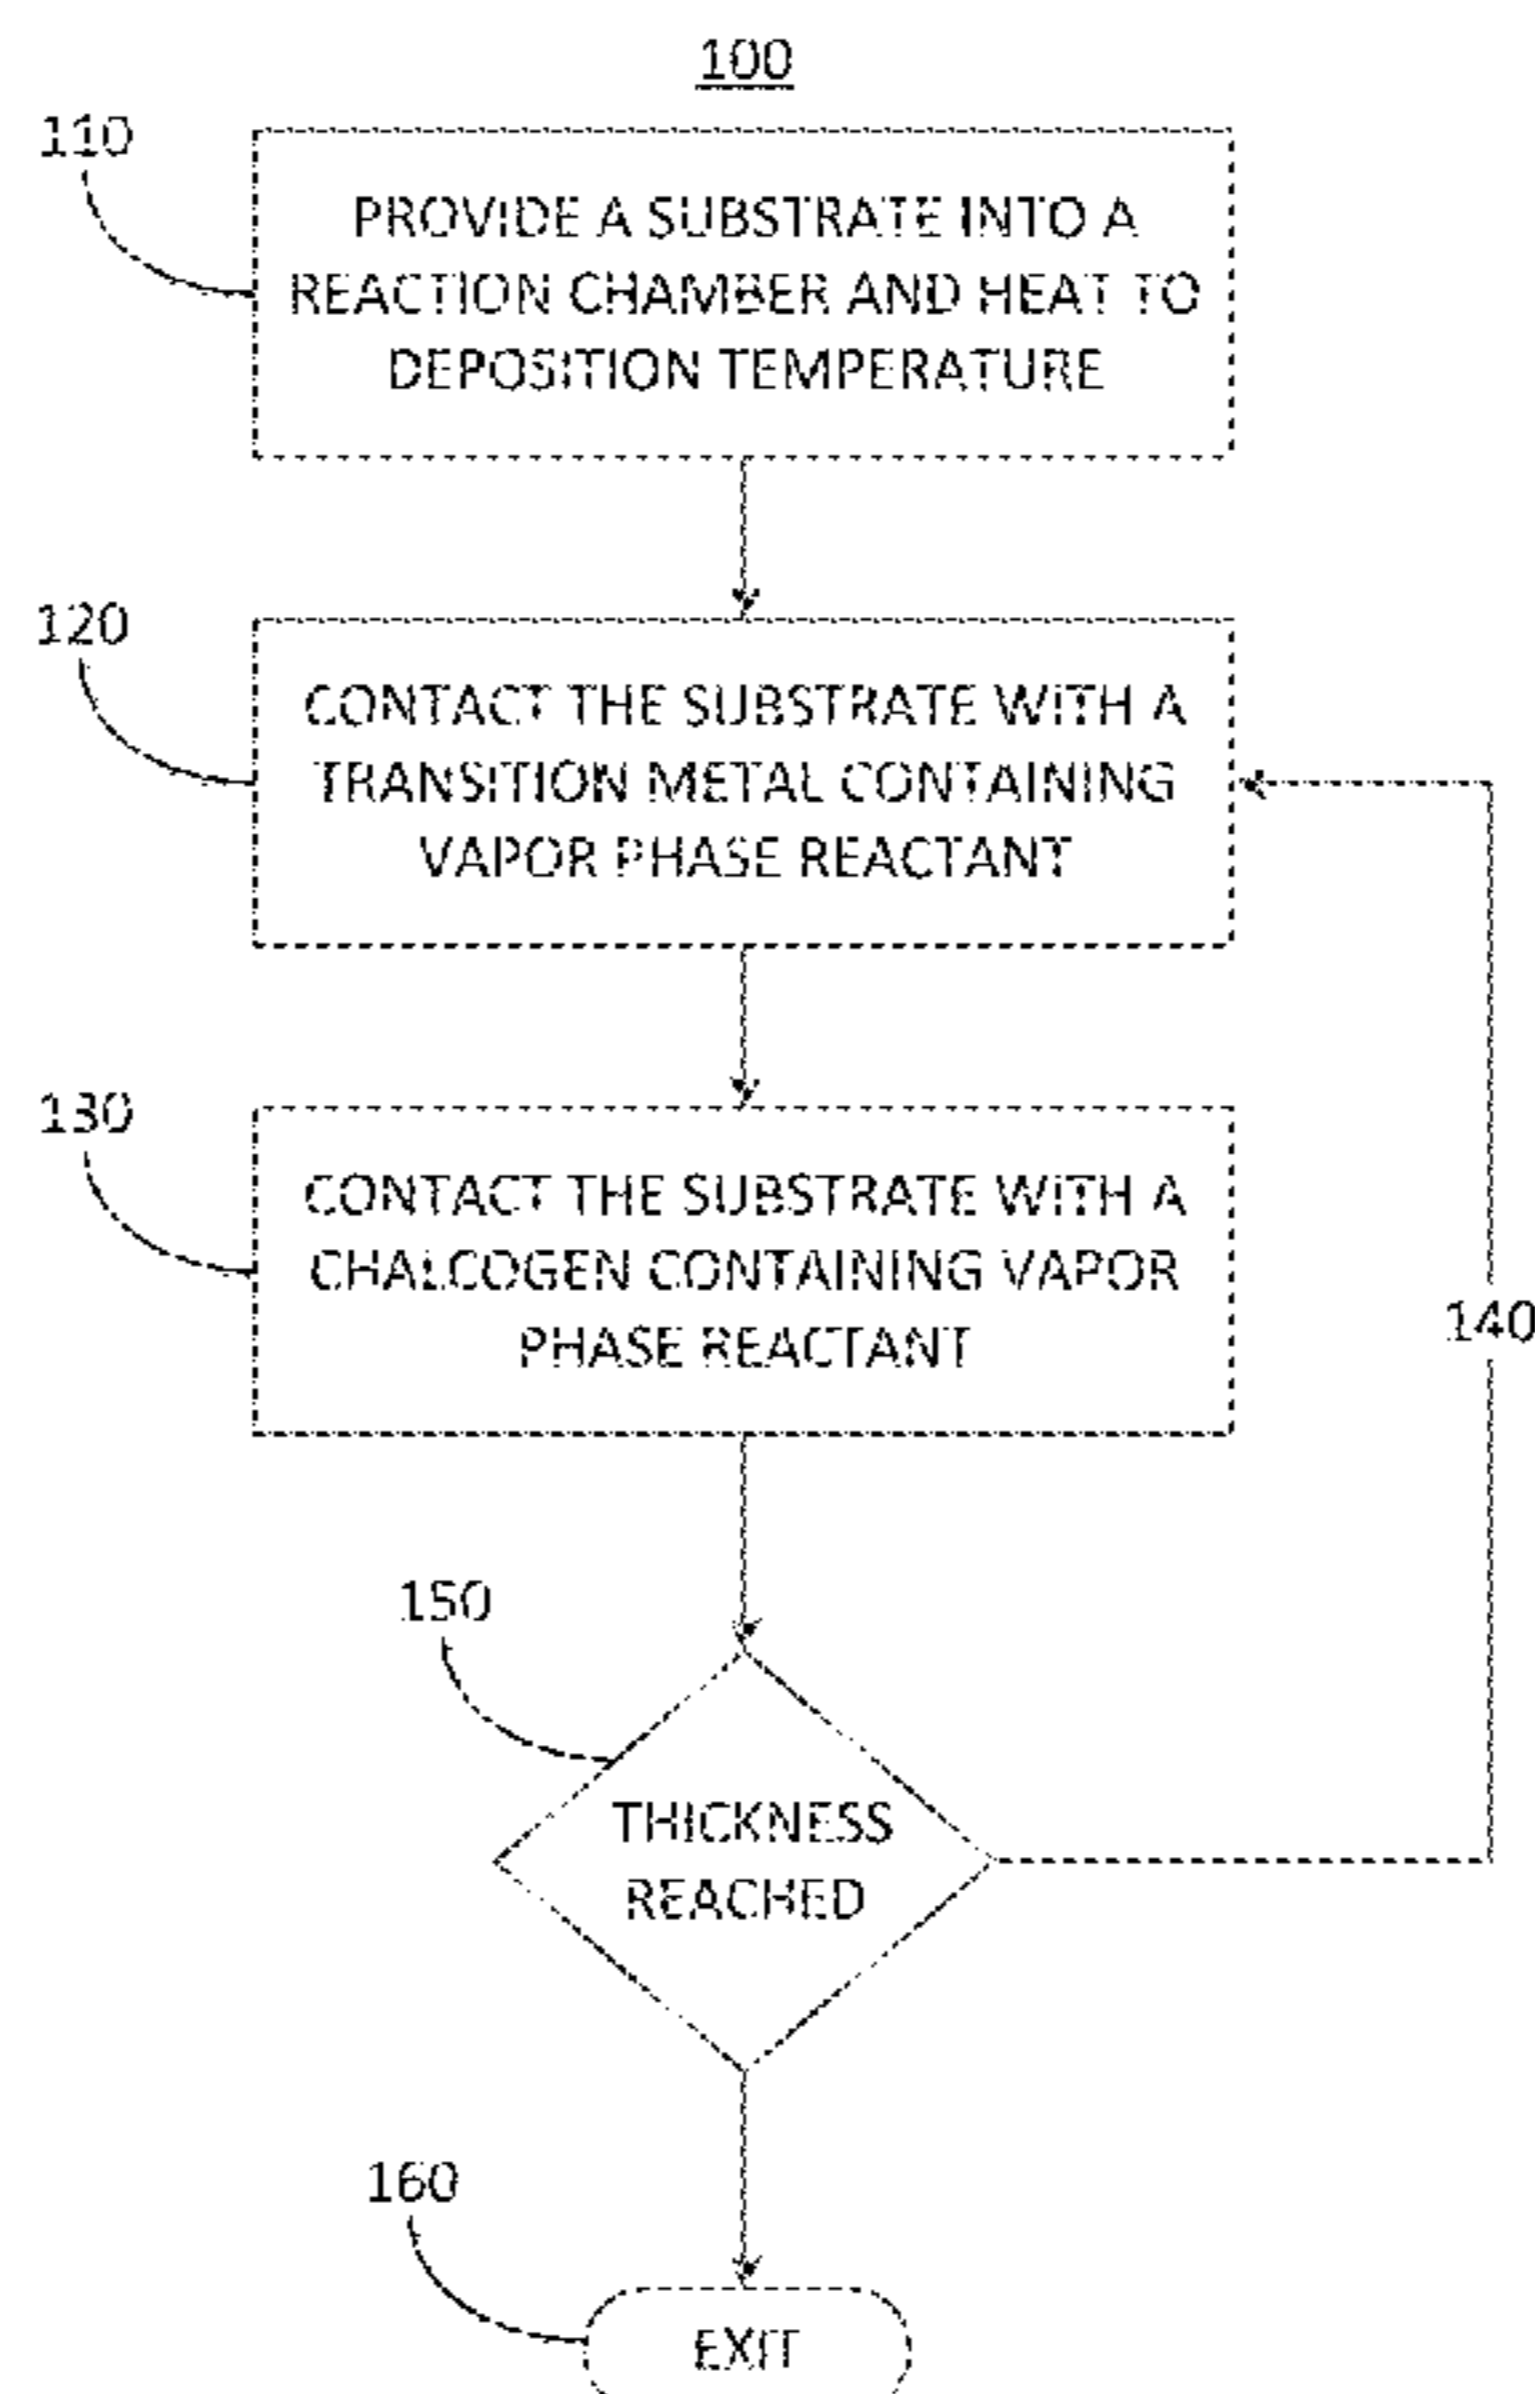 100
110
PROVIDE A SUBSTRATE INTO A
REACTION CHAMBER AND HEAT TO
DEPOSITION TEMPERATURE
120
CONTACT THE SUBSTRATE WITH A
TRANSITION METAL CONTAINING
VAPOR PHASE REACTANT
130
CONTACT THE SUBSTRATE WITH A
CHALCOGEN CONTAINING VAPOR
PHASE REACTANT
140
150
THICKNESS
REACHED
160
EXIT